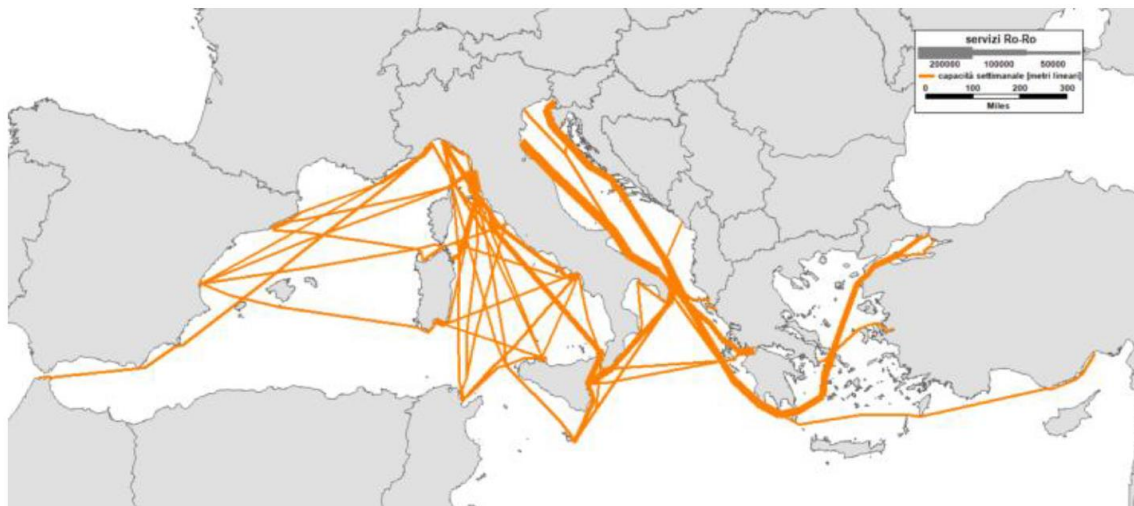 servizi Ro-Ro
200000 100000 50000
capacità settimanale [metri lineari]
0 100 200 300
Miles